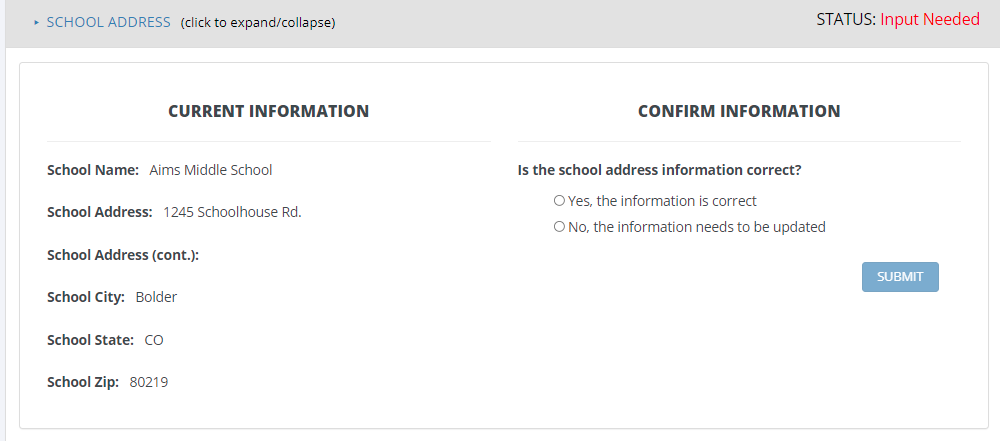 SCHOOL ADDRESS (click to expand/collapse)
STATUS: Input Needed
CURRENT INFORMATION
School Name: Aims Middle School
School Address: 1245 Schoolhouse Rd.
School Address (cont.):
School City: Bolder
School State: CO
School Zip: 80219
CONFIRM INFORMATION
Is the school address information correct?
Yes, the information is correct
No, the information needs to be updated
SUBMIT